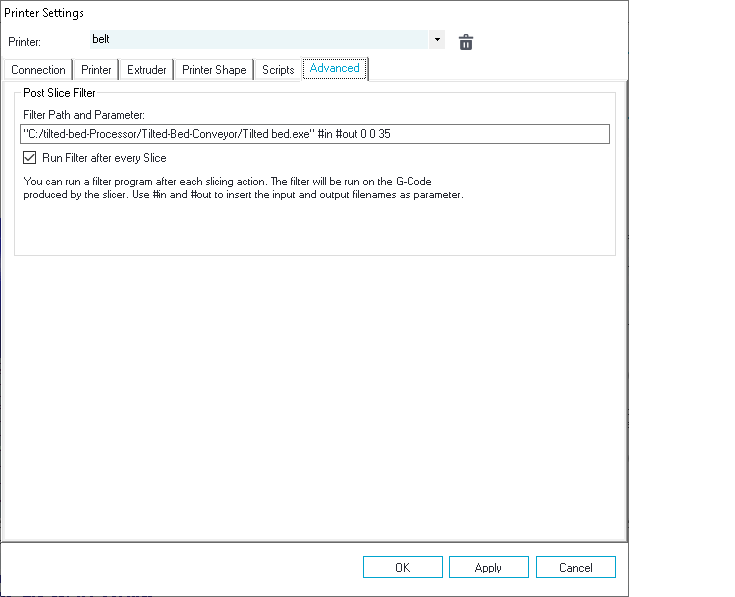 Printer Settings
Printer: belt
Connection Printer Extruder Printer Shape Scripts Advanced
Post Slice Filter
Filter Path and Parameter:
"C:/tilted-bed-Processor/Tilted-Bed-Conveyor/Tilted bed.exe" #in #out 0 0 35
Run Filter after every Slice
You can run a filter program after each slicing action. The filter will be run on the G-Code
produced by the slicer. Use #in and #out to insert the input and output filenames as parameter.
OK Apply Cancel